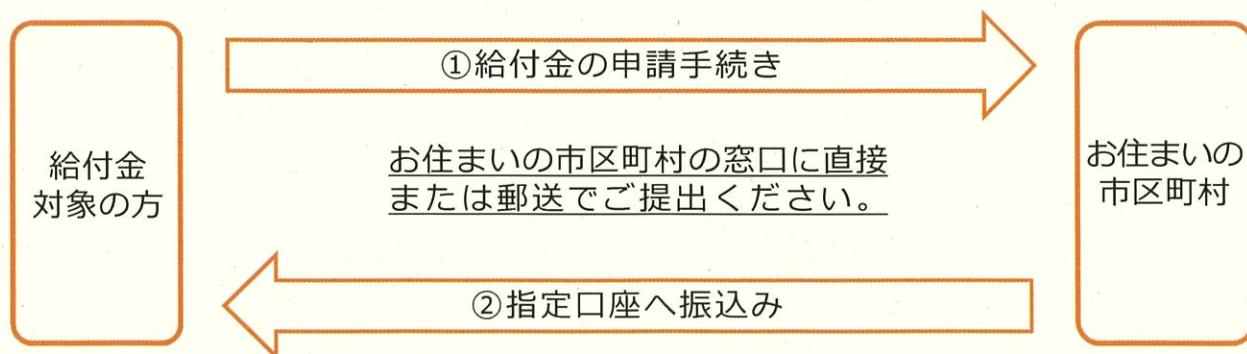 ①給付金の申請手続き
給付金
対象の方
お住まいの市区町村の窓口に直接
または郵送でご提出ください。
お住まいの
市区町村
②指定口座へ振込み